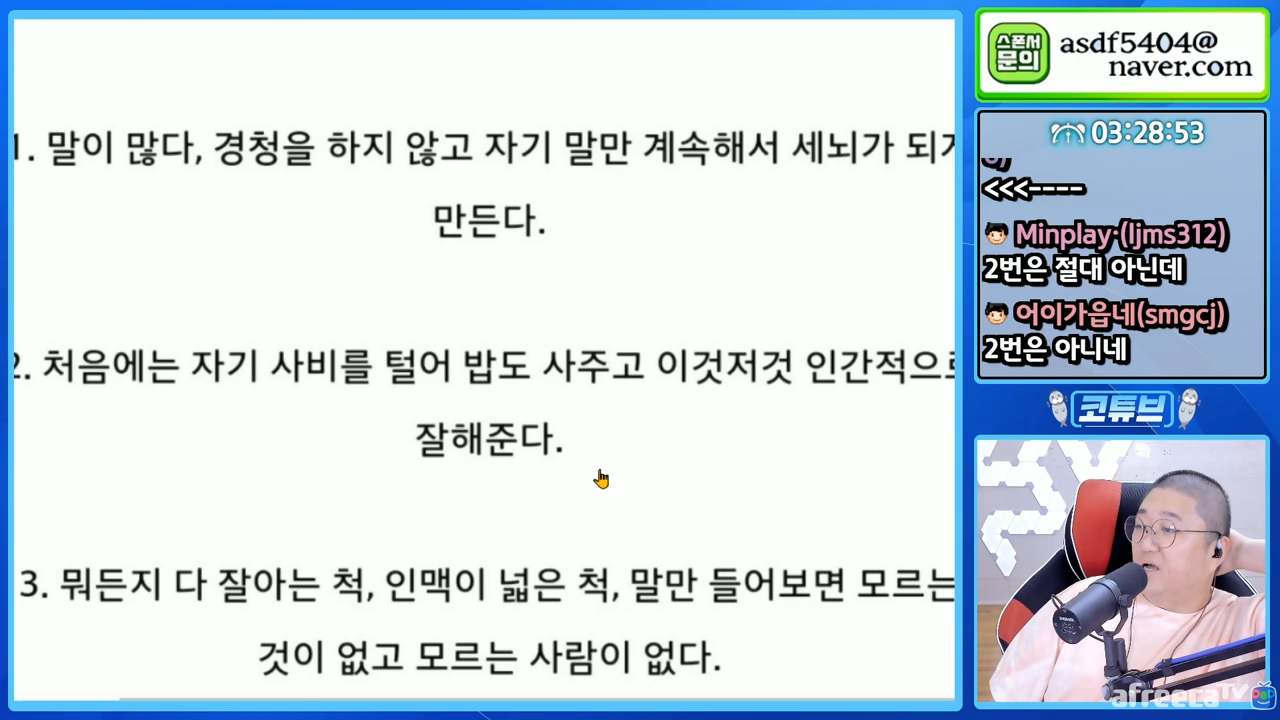 1. 말이 많다, 경청을 하지 않고 자기 말만 계속해서 세뇌가 되게
만든다.
2. 처음에는 자기 사비를 털어 밥도 사주고 이것저것 인간적으로
잘해준다.
3. 뭐든지 다 잘아는 척, 인맥이 넓은 척, 말만 들어보면 모르는
것이 없고 모르는 사람이 없다.
스폰서
문의
asdf5404@
naver.com
03:28:53
<<<----
Minplay·(ljms312)
2번은 절대 아닌데
어이가읍네(smgcj)
2번은 아니네
코튜브
afreecaTV